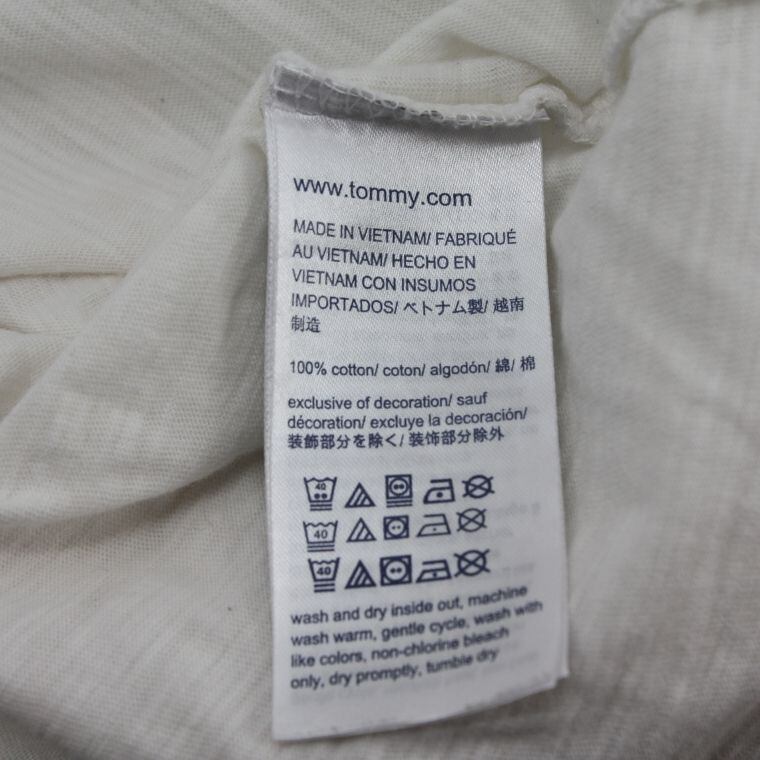 www.tommy.com
MADE IN VIETNAM/ FABRIQUÉ
AU VIETNAM/ HECHO EN
VIETNAM CON INSUMOS
IMPORTADOS/ ベトナム製/ 越南
制造
100% cotton/ coton/ algodón/ 綿/ 棉
exclusive of decoration/ sauf
décoration/ excluye la decoración/
装飾部分を除く/ 装饰部分除外
40
40
40
wash and dry inside out, machine
wash warm, gentle cycle, wash with
like colors, non-chlorine bleach
only, dry promptly, tumble dry